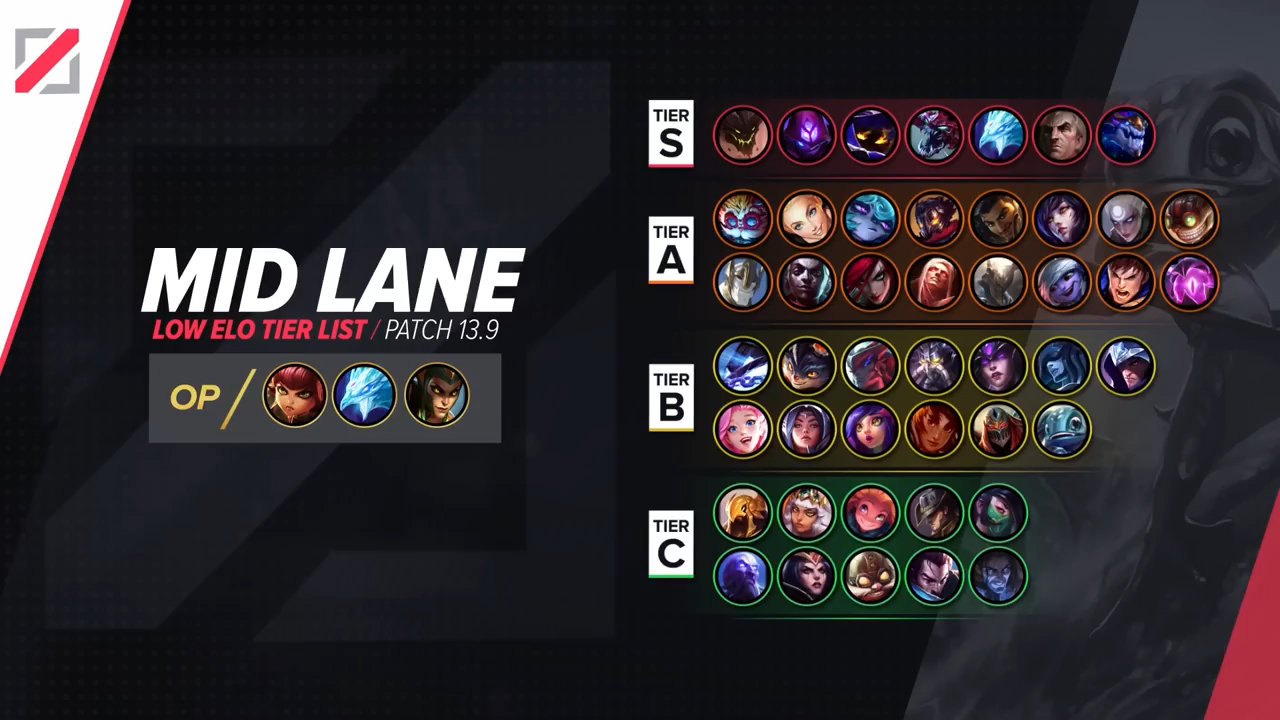 MID LANE
LOW ELO TIER LIST / PATCH 13.9
OP /
TIER
S
TIER
A
TIER
B
TIER
C